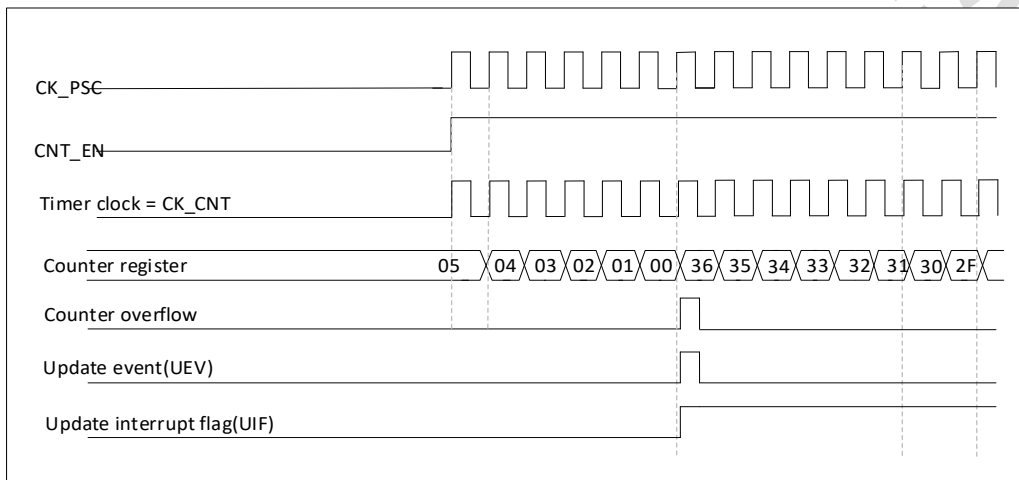 CK_PSC
CNT_EN
Timer clock = CK_CNT
Counter register 05 04 03 02 01 00 36 35 34 33 32 31 30 2F
Counter overflow
Update event(UEV)
Update interrupt flag(UIF)